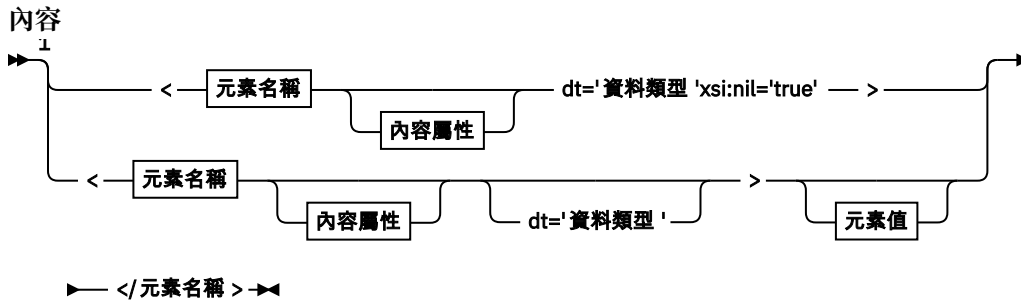 內容
1
< 元素名稱 內容屬性 dt='資料類型 'xsi:nil='true' >
< 元素名稱 內容屬性 dt='資料類型 ' > 元素值
</元素名稱 >